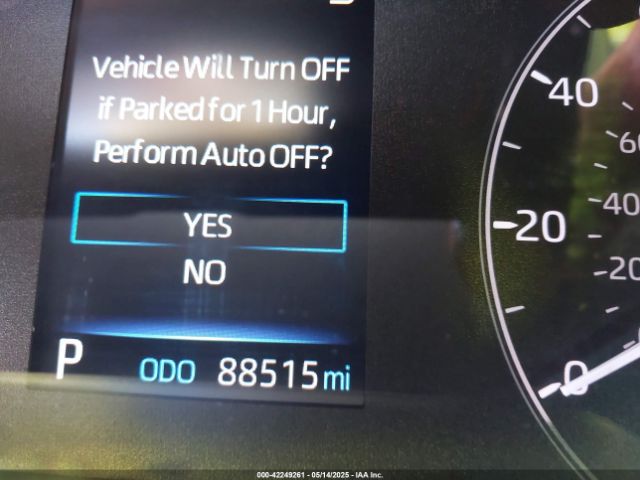 Vehicle Will Turn OFF
if Parked for 1 Hour,
Perform Auto OFF?
YES
NO
P ODO 88515 mi
40
60
40
20
20
0
000-42249261 - 05/14/2025 - IAA Inc.